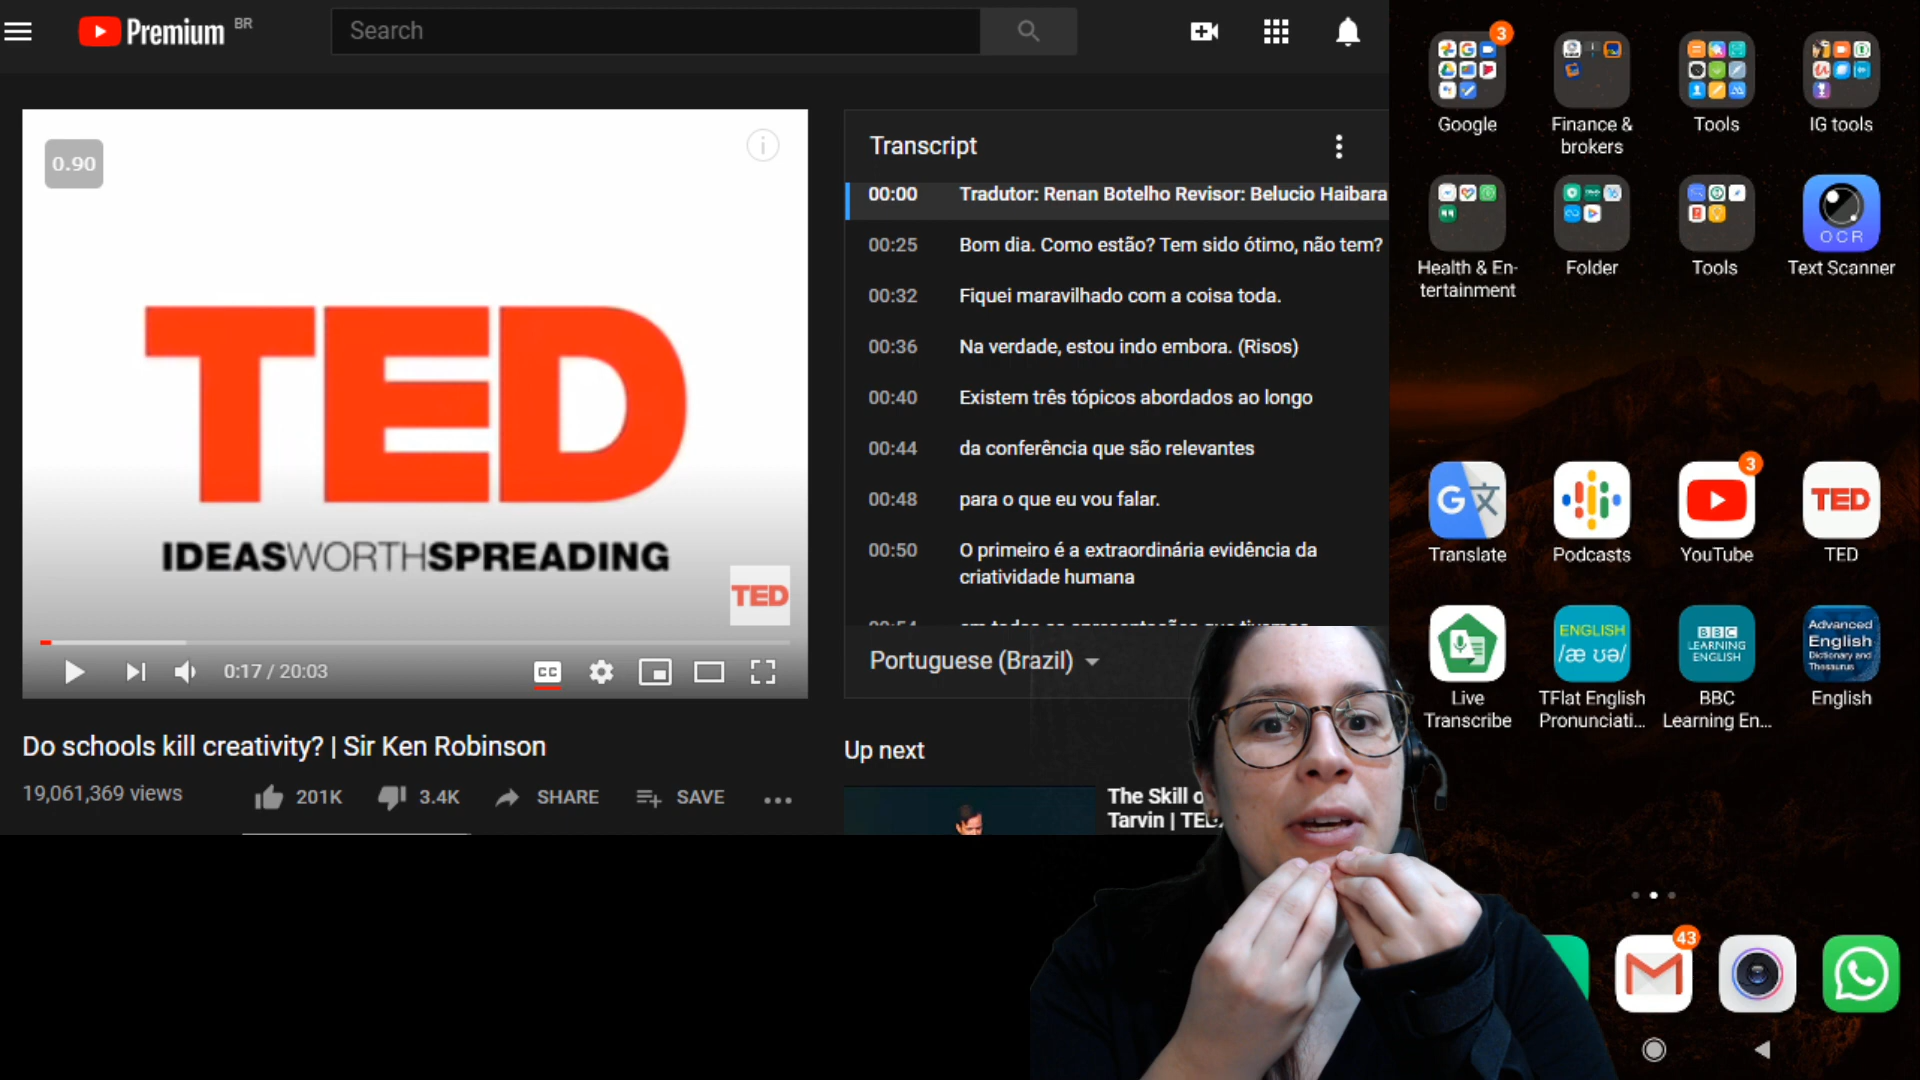 Premium BR
Search
0.90
TED
IDEASWORTHSPREADING
TED
0:17 / 20:03
CC
Do schools kill creativity? | Sir Ken Robinson
19,061,369 views
201K
3.4K
SHARE
SAVE
Transcript
00:00 Tradutor: Renan Botelho Revisor: Belucio Haibara
00:25 Bom dia. Como estão? Tem sido ótimo, não tem?
00:32 Fiquei maravilhado com a coisa toda.
00:36 Na verdade, estou indo embora. (Risos)
00:40 Existem três tópicos abordados ao longo
00:44 da conferência que são relevantes
00:48 para o que eu vou falar.
00:50 O primeiro é a extraordinária evidência da
criatividade humana
Portuguese (Brazil)
Up next
The Skill
Tarvin |
3
Google
Finance &
brokers
Tools
IG tools
Health & En-
tertainment
Folder
Tools
OCR
Text Scanner
G
Translate
Podcasts
3
YouTube
TED
TED
Live
Transcribe
ENGLISH
/æ ʊə/
TFlat English
Pronunciati...
BBC
LEARNING
ENGLISH
BBC
Learning En...
Advanced
English
Dictionary and
Thesaurus
English
43